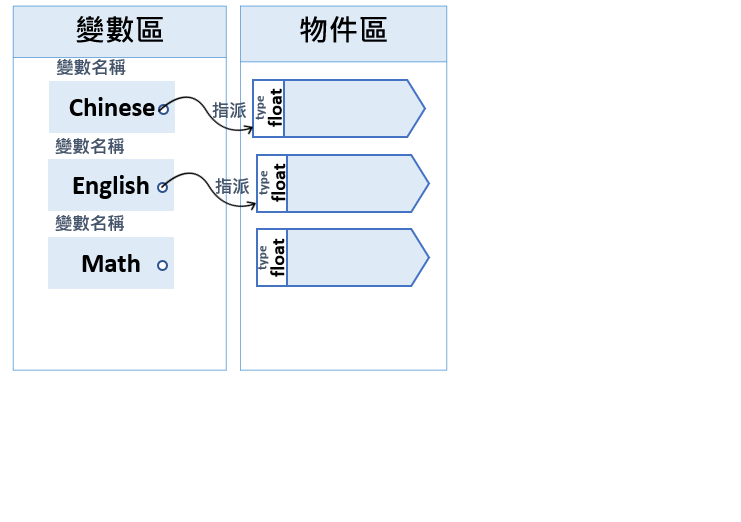 變數區
物件區
變數名稱
Chinese
指派
type
float
變數名稱
English
指派
type
float
變數名稱
Math
type
float